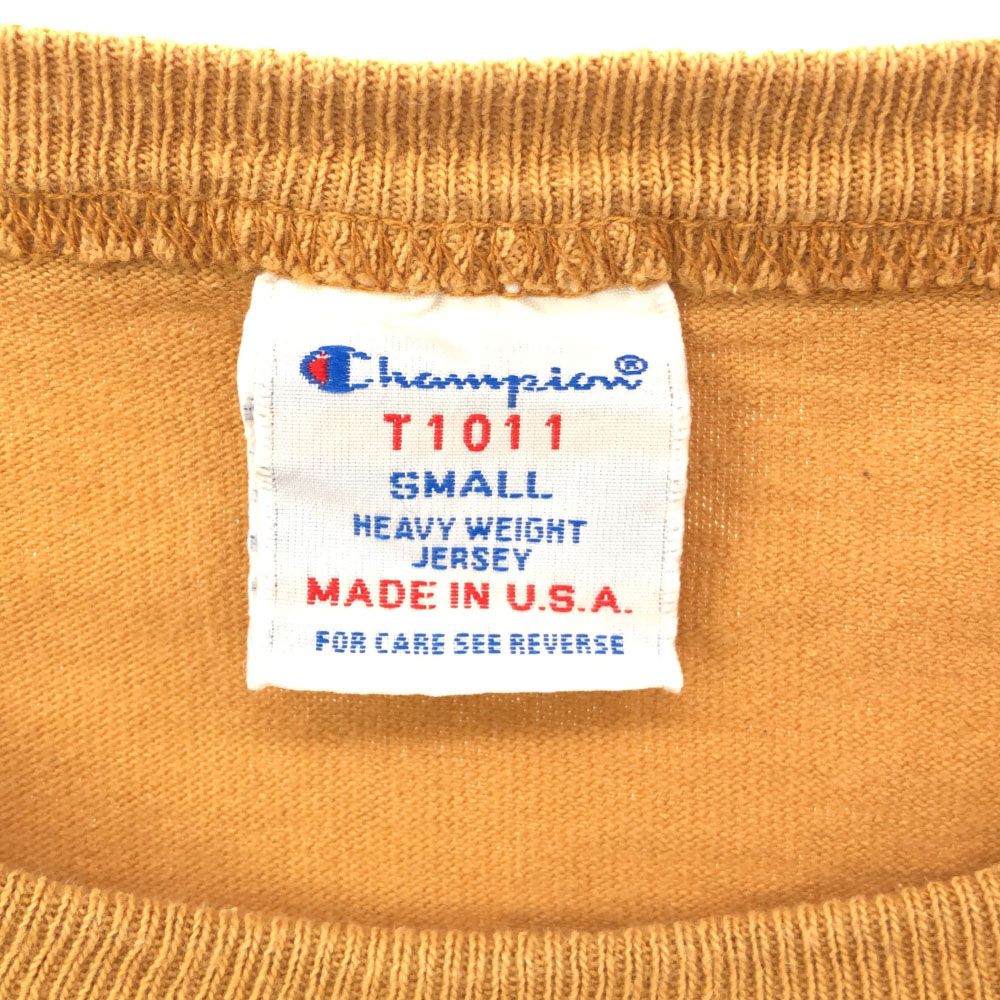 Champion®
T1011
SMALL
HEAVY WEIGHT
JERSEY
MADE IN U.S.A.
FOR CARE SEE REVERSE